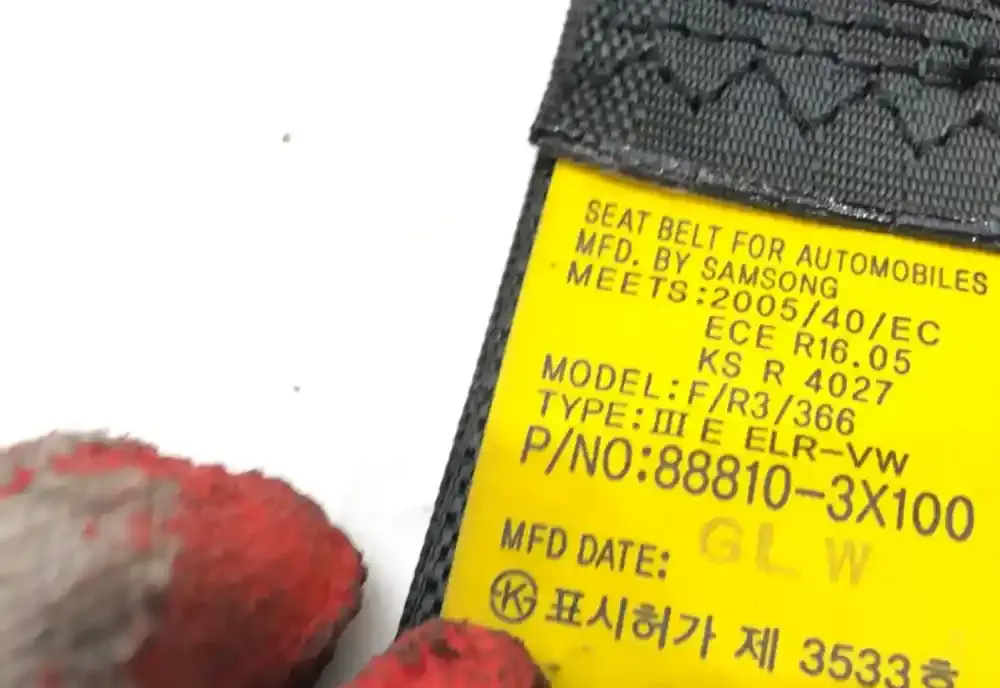 SEAT BELT FOR AUTOMOBILES
MFD. BY SAMSONG
MEETS:2005/40/EC
ECE R16.05
KS R 4027
MODEL:F/R3/366
TYPE:III E ELR-VW
P/NO:88810-3X100
GL W
MFD DATE:
K 표시허가 제 3533호